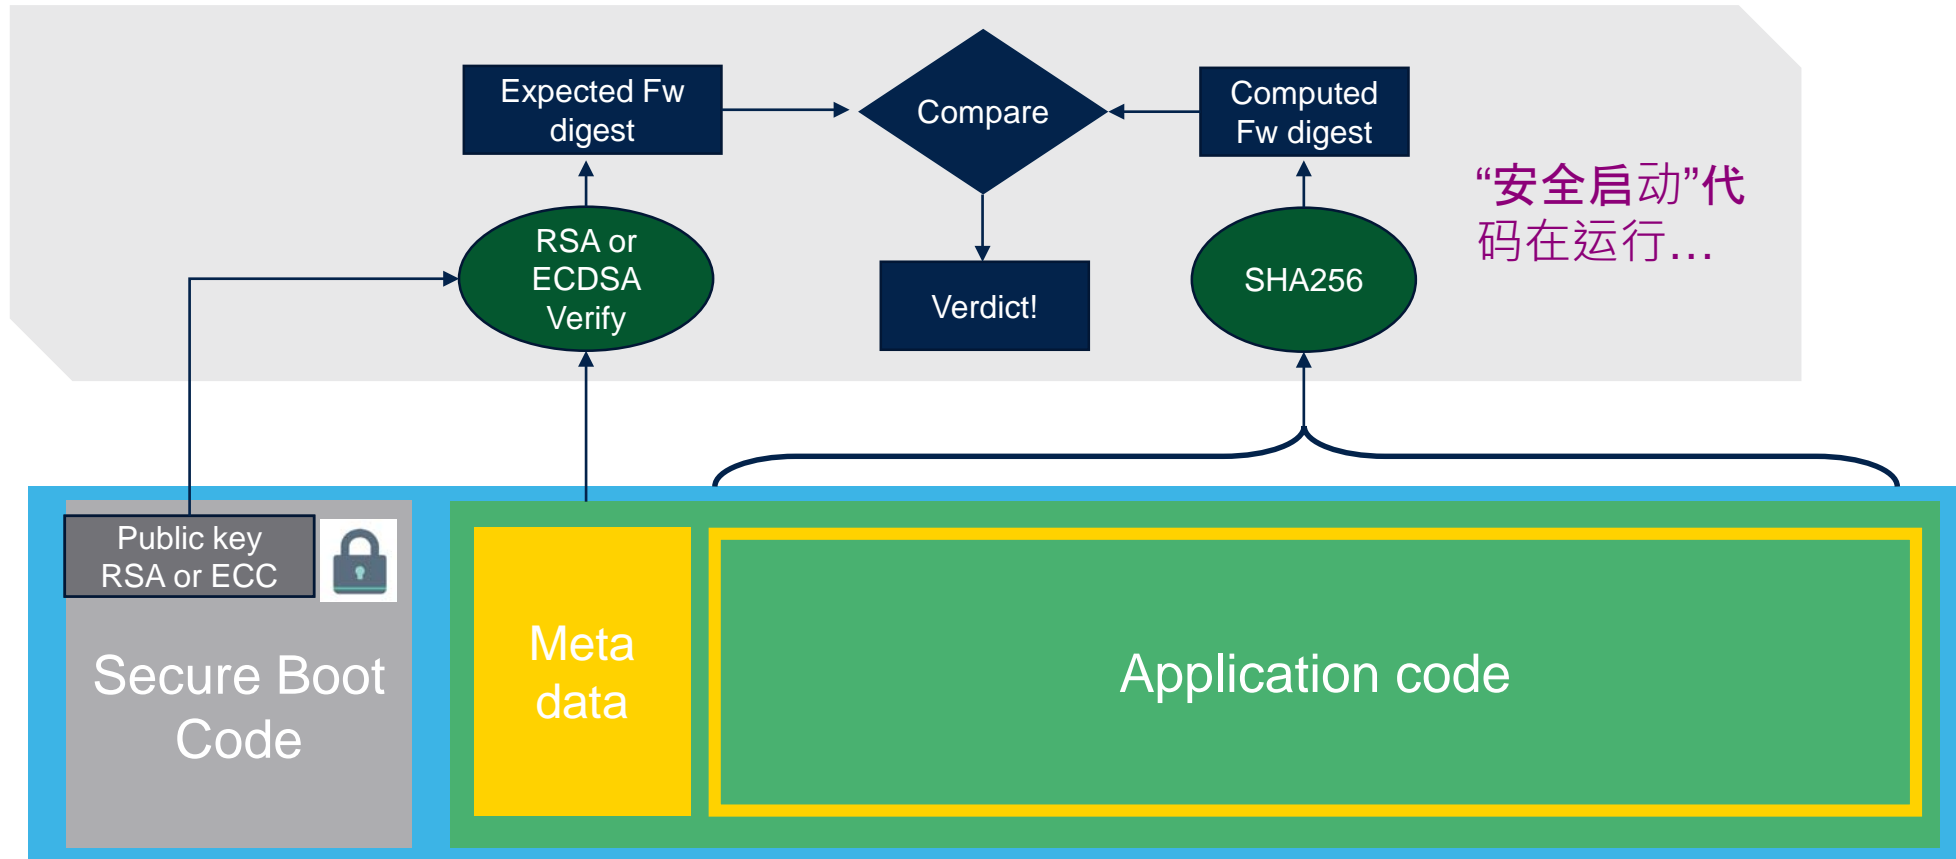 Expected Fw
digest
Compare
Computed
Fw digest
“安全启动”代
码在运行...
RSA or
ECDSA
Verify
Verdict!
SHA256
Public key
RSA or ECC
Secure Boot
Code
Meta
data
Application code